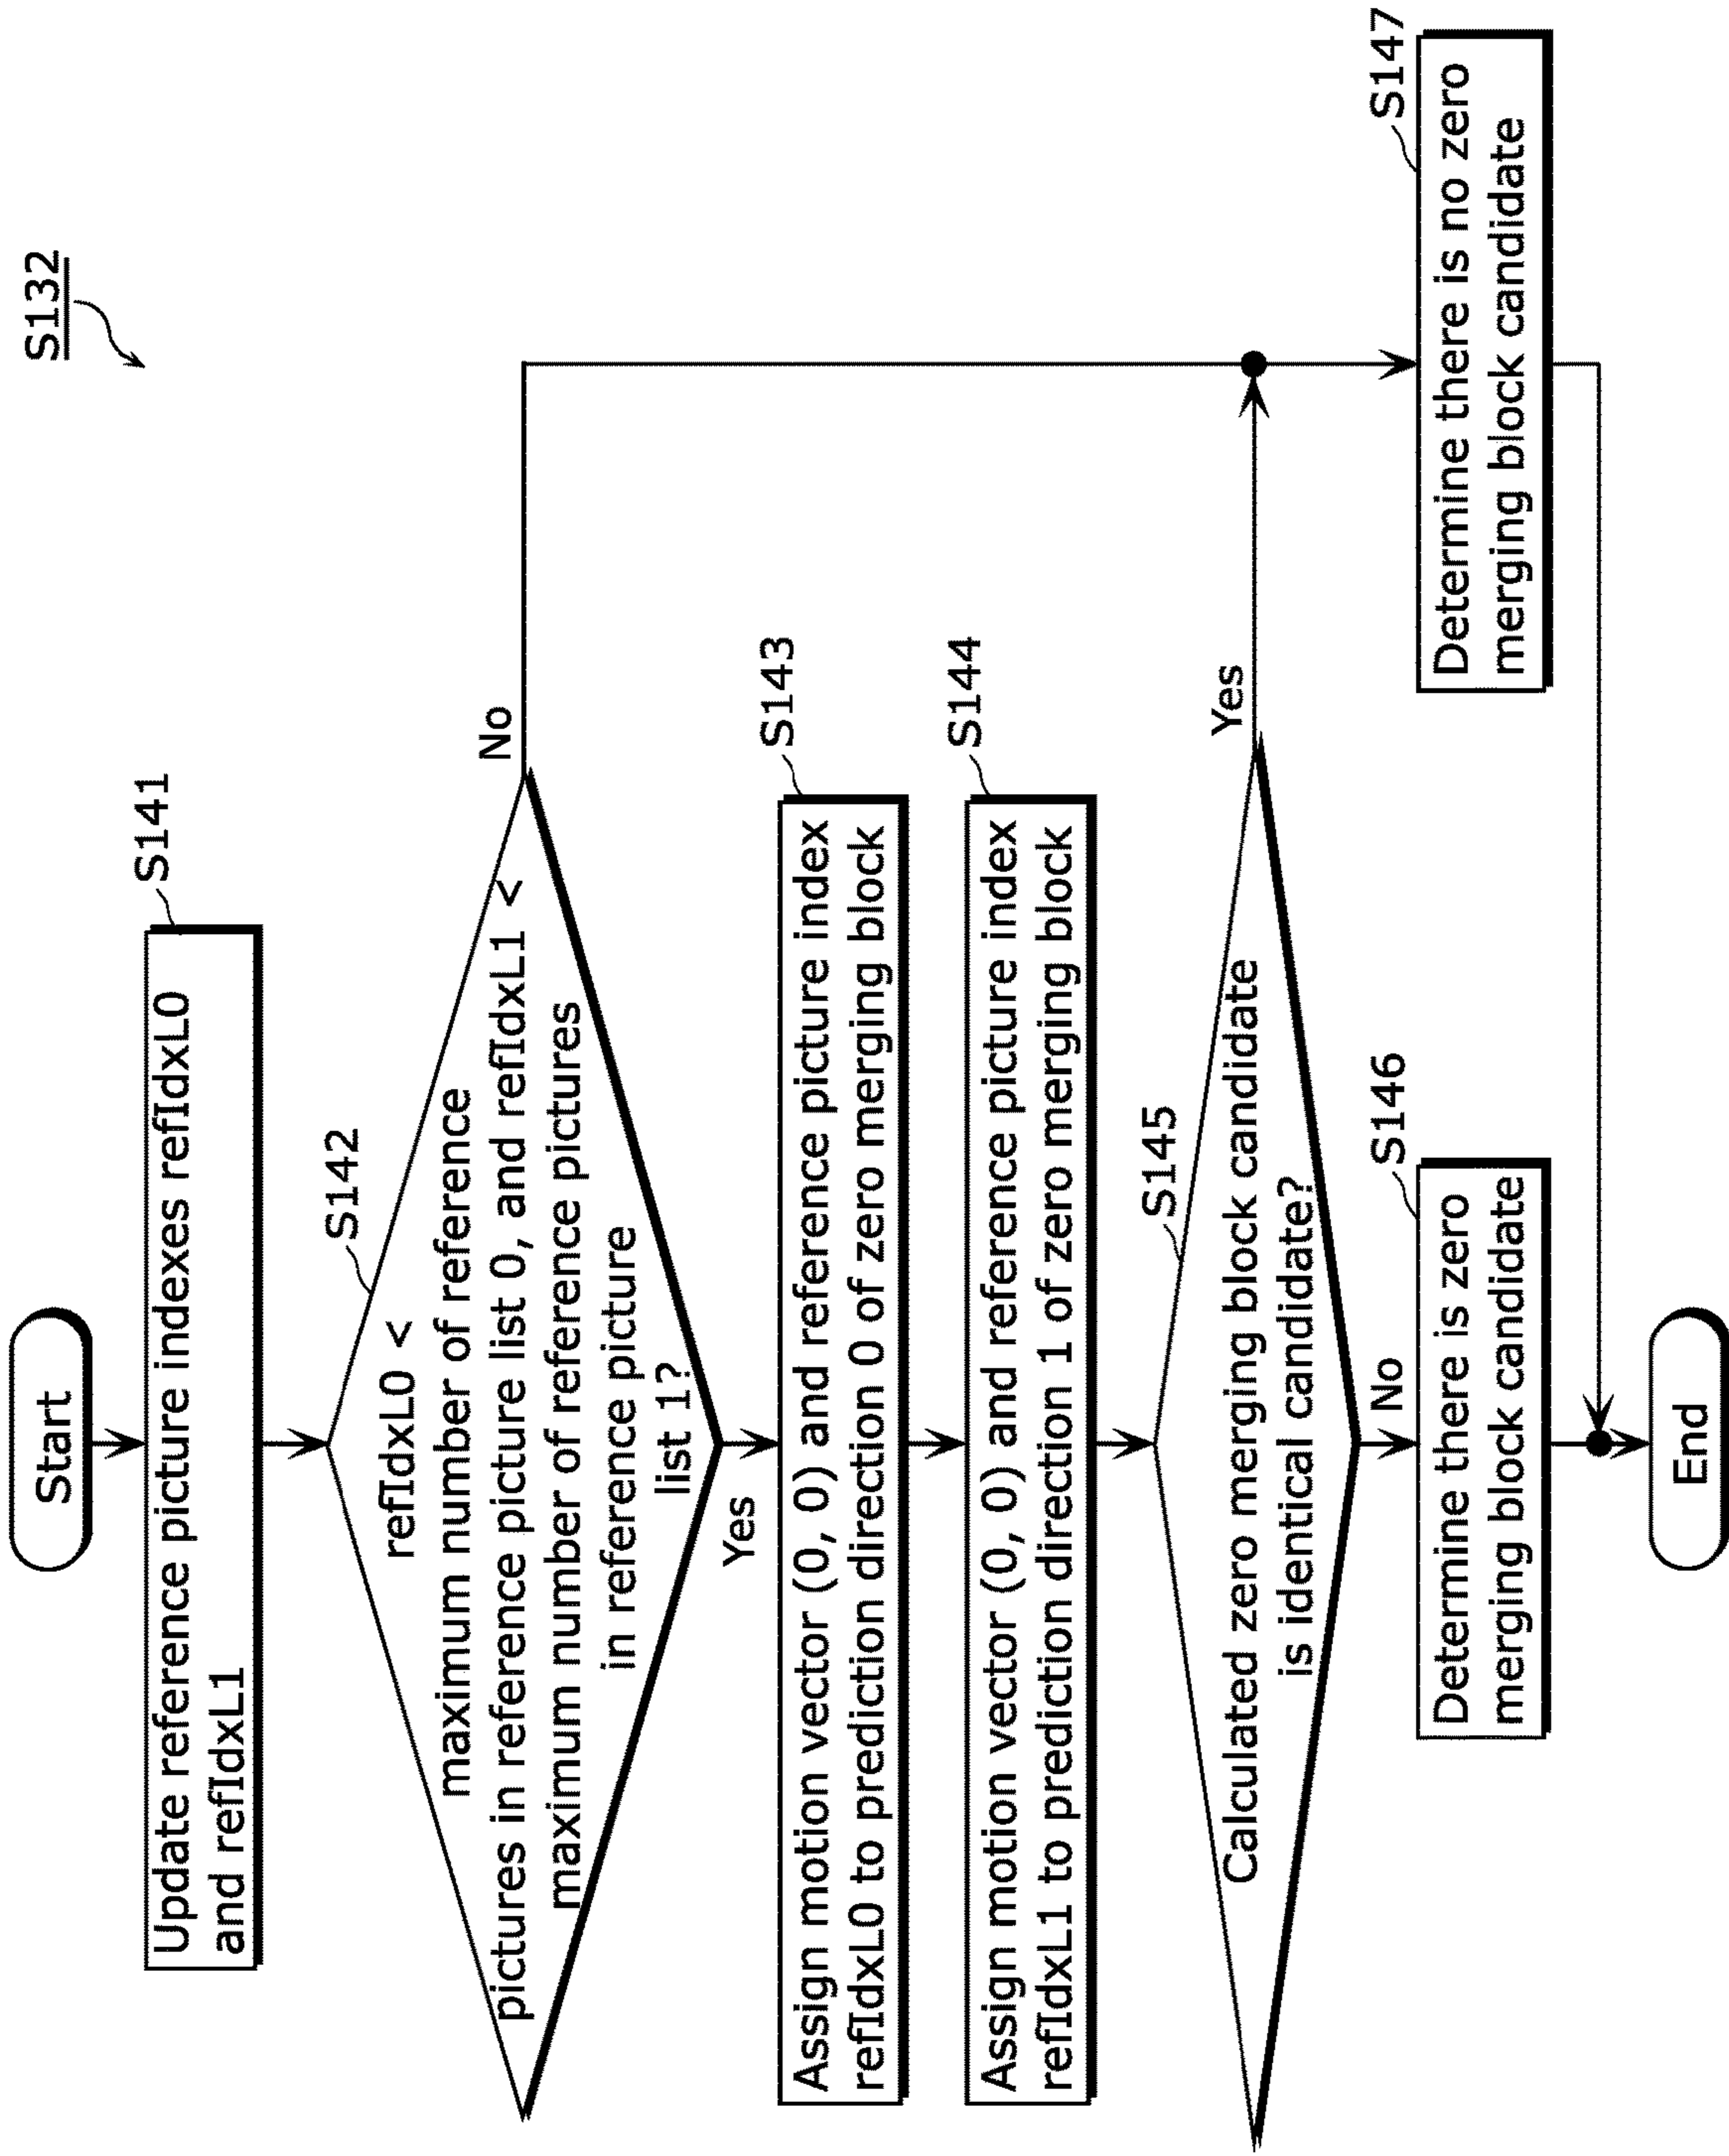 S132
Start
S141
Update reference picture indexes refIdxL0
and refIdxL1
S142
refIdxL0 <
maximum number of reference
pictures in reference picture list 0, and refIdxL1 <
maximum number of reference pictures
in reference picture
list 1?
No
Yes
S143
Assign motion vector (0, 0) and reference picture index
refIdxL0 to prediction direction 0 of zero merging block
S144
Assign motion vector (0, 0) and reference picture index
refIdxL1 to prediction direction 1 of zero merging block
S145
Calculated zero merging block candidate
is identical candidate?
Yes
No
S146
Determine there is zero
merging block candidate
S147
Determine there is no zero
merging block candidate
End